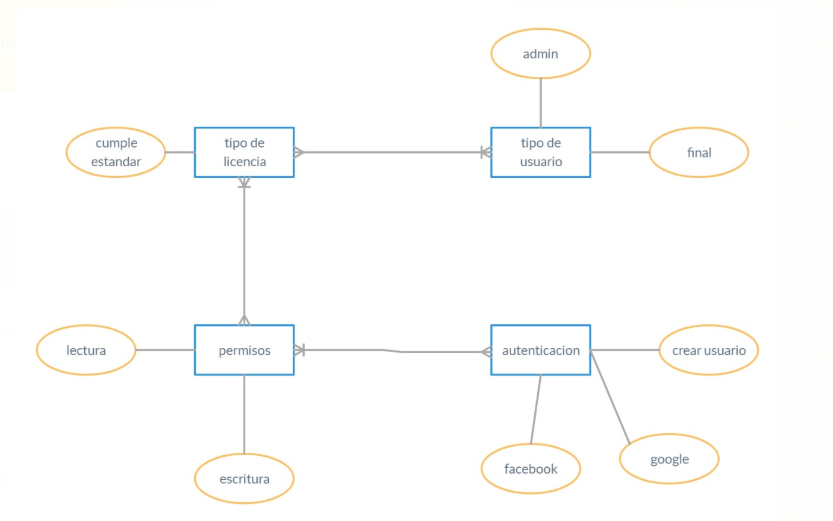 admin
cumple
estandar
tipo de
licencia
tipo de
usuario
final
lectura
permisos
autenticacion
crear usuario
escritura
facebook
google